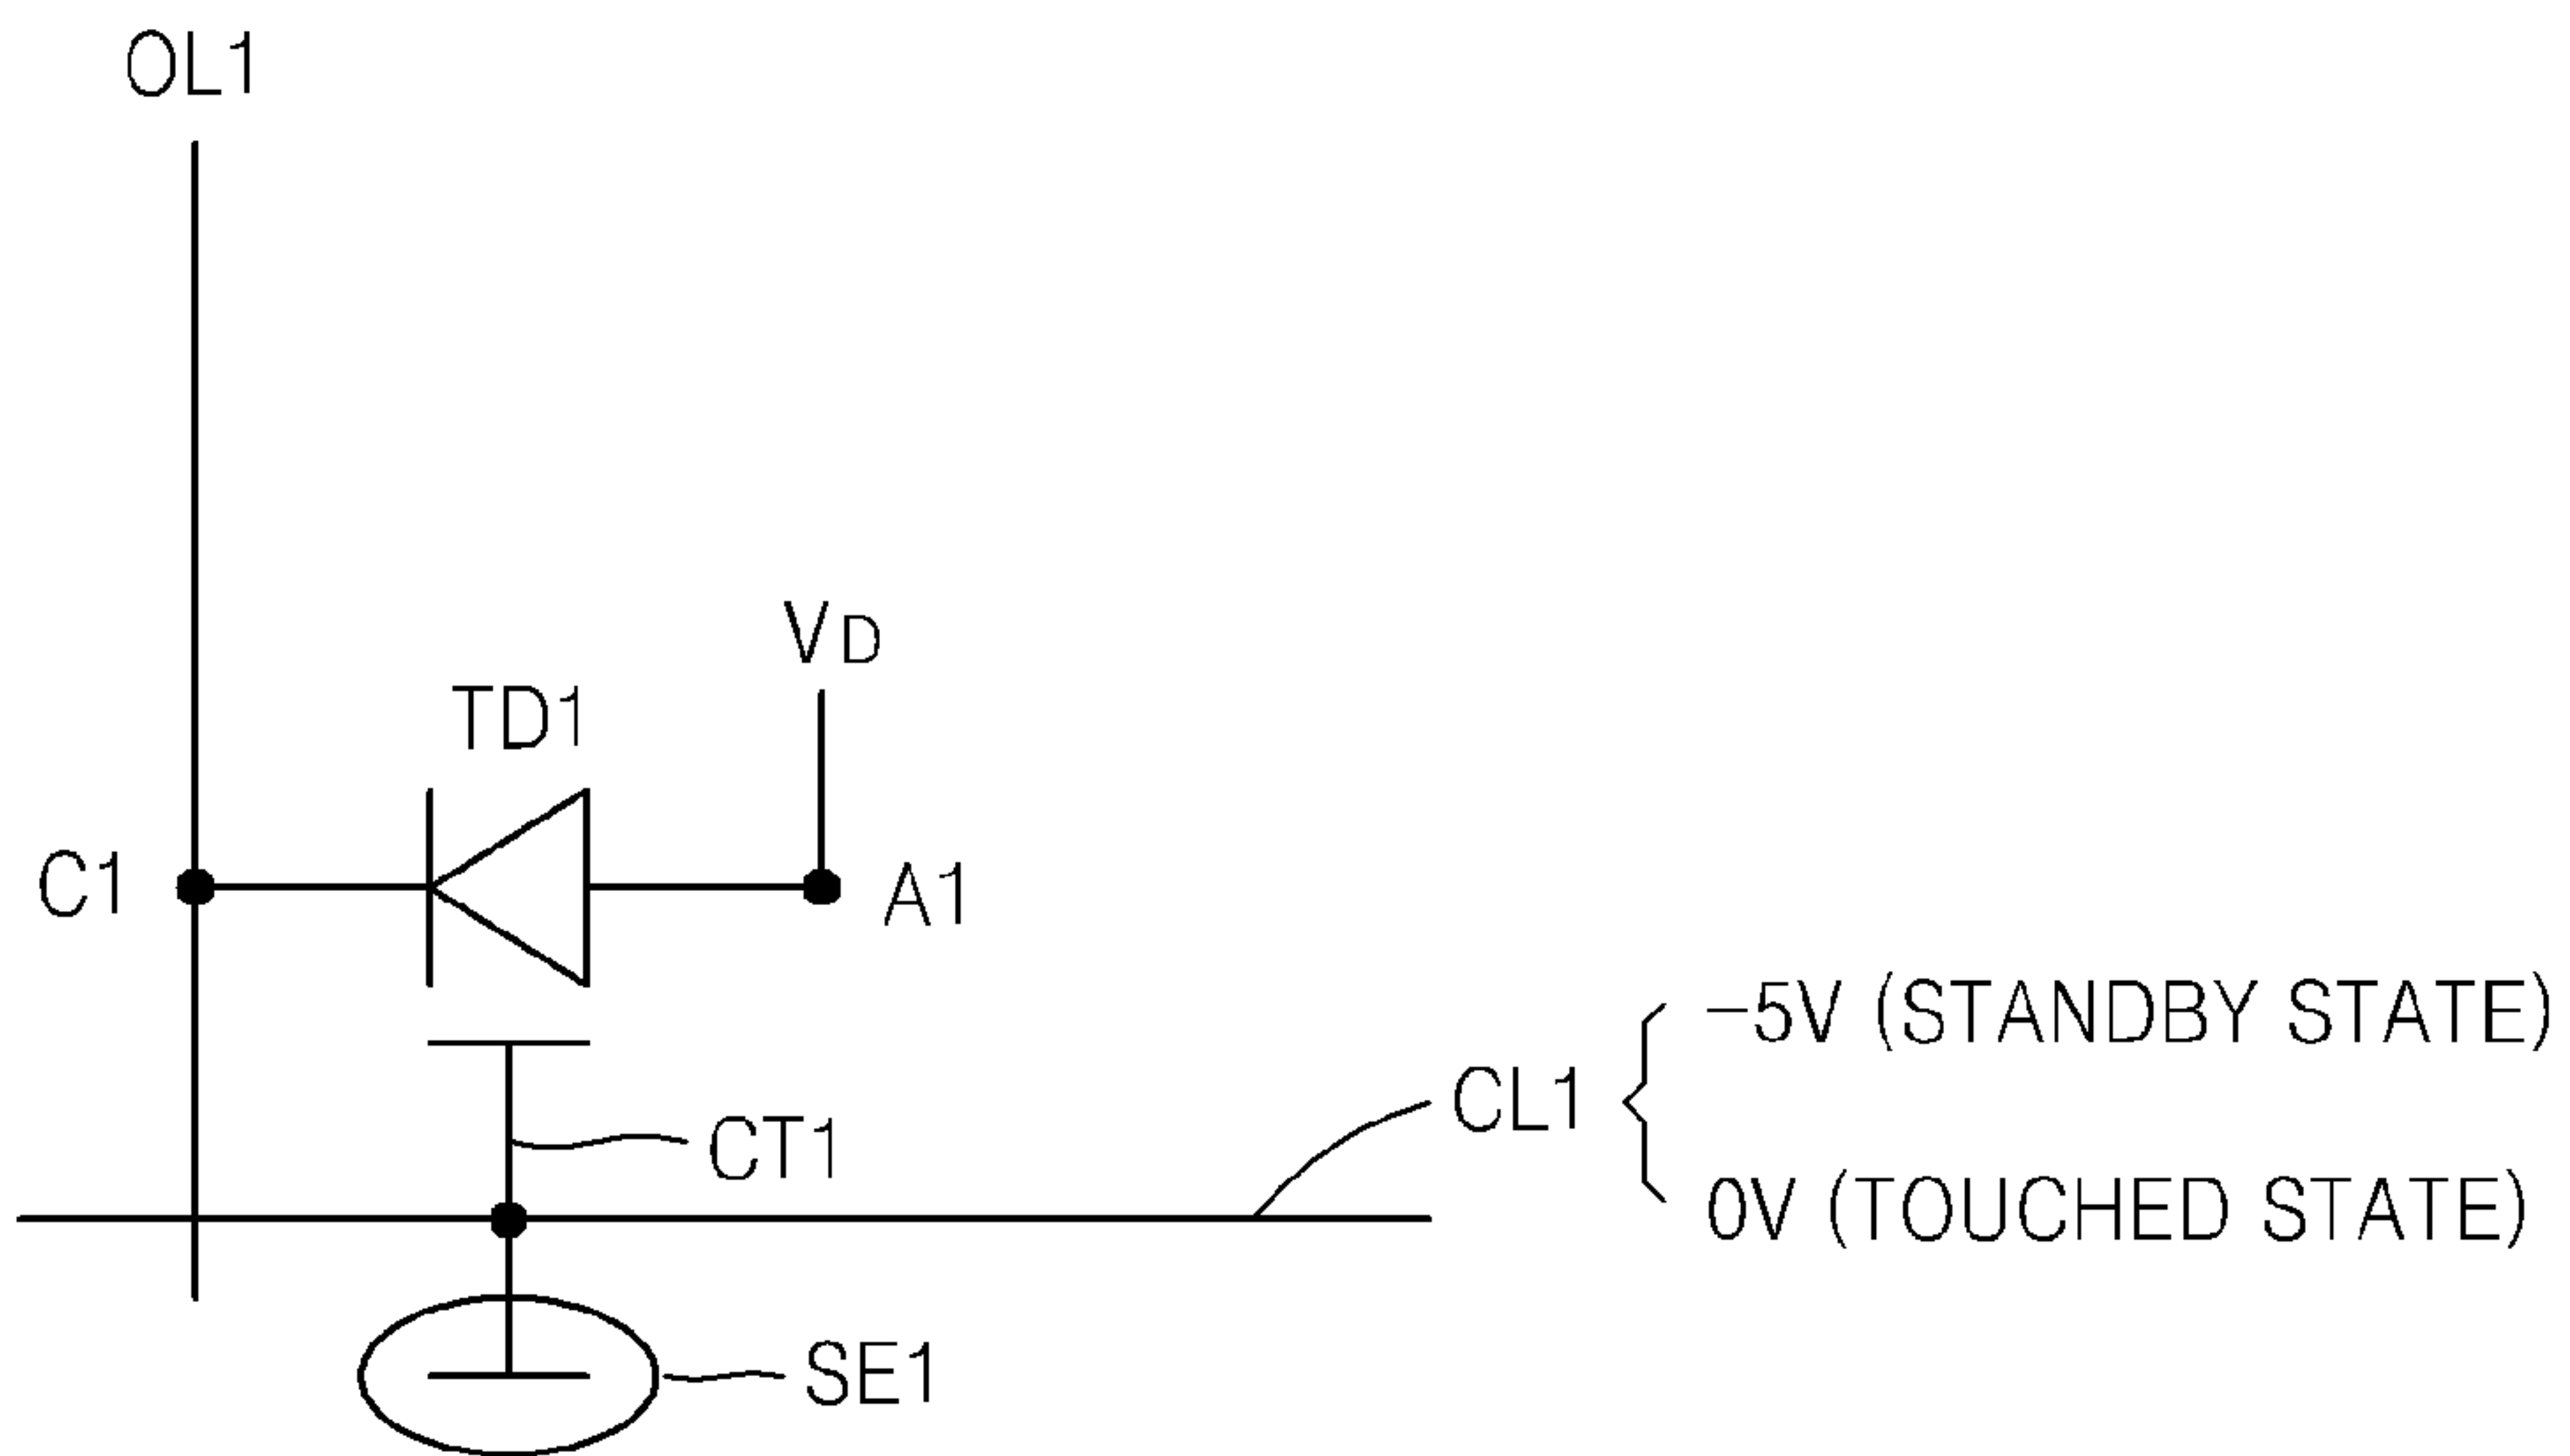 OL1
VD
TD1
C1
A1
-5V (STANDBY STATE)
CL1
CT1
0V (TOUCHED STATE)
SE1